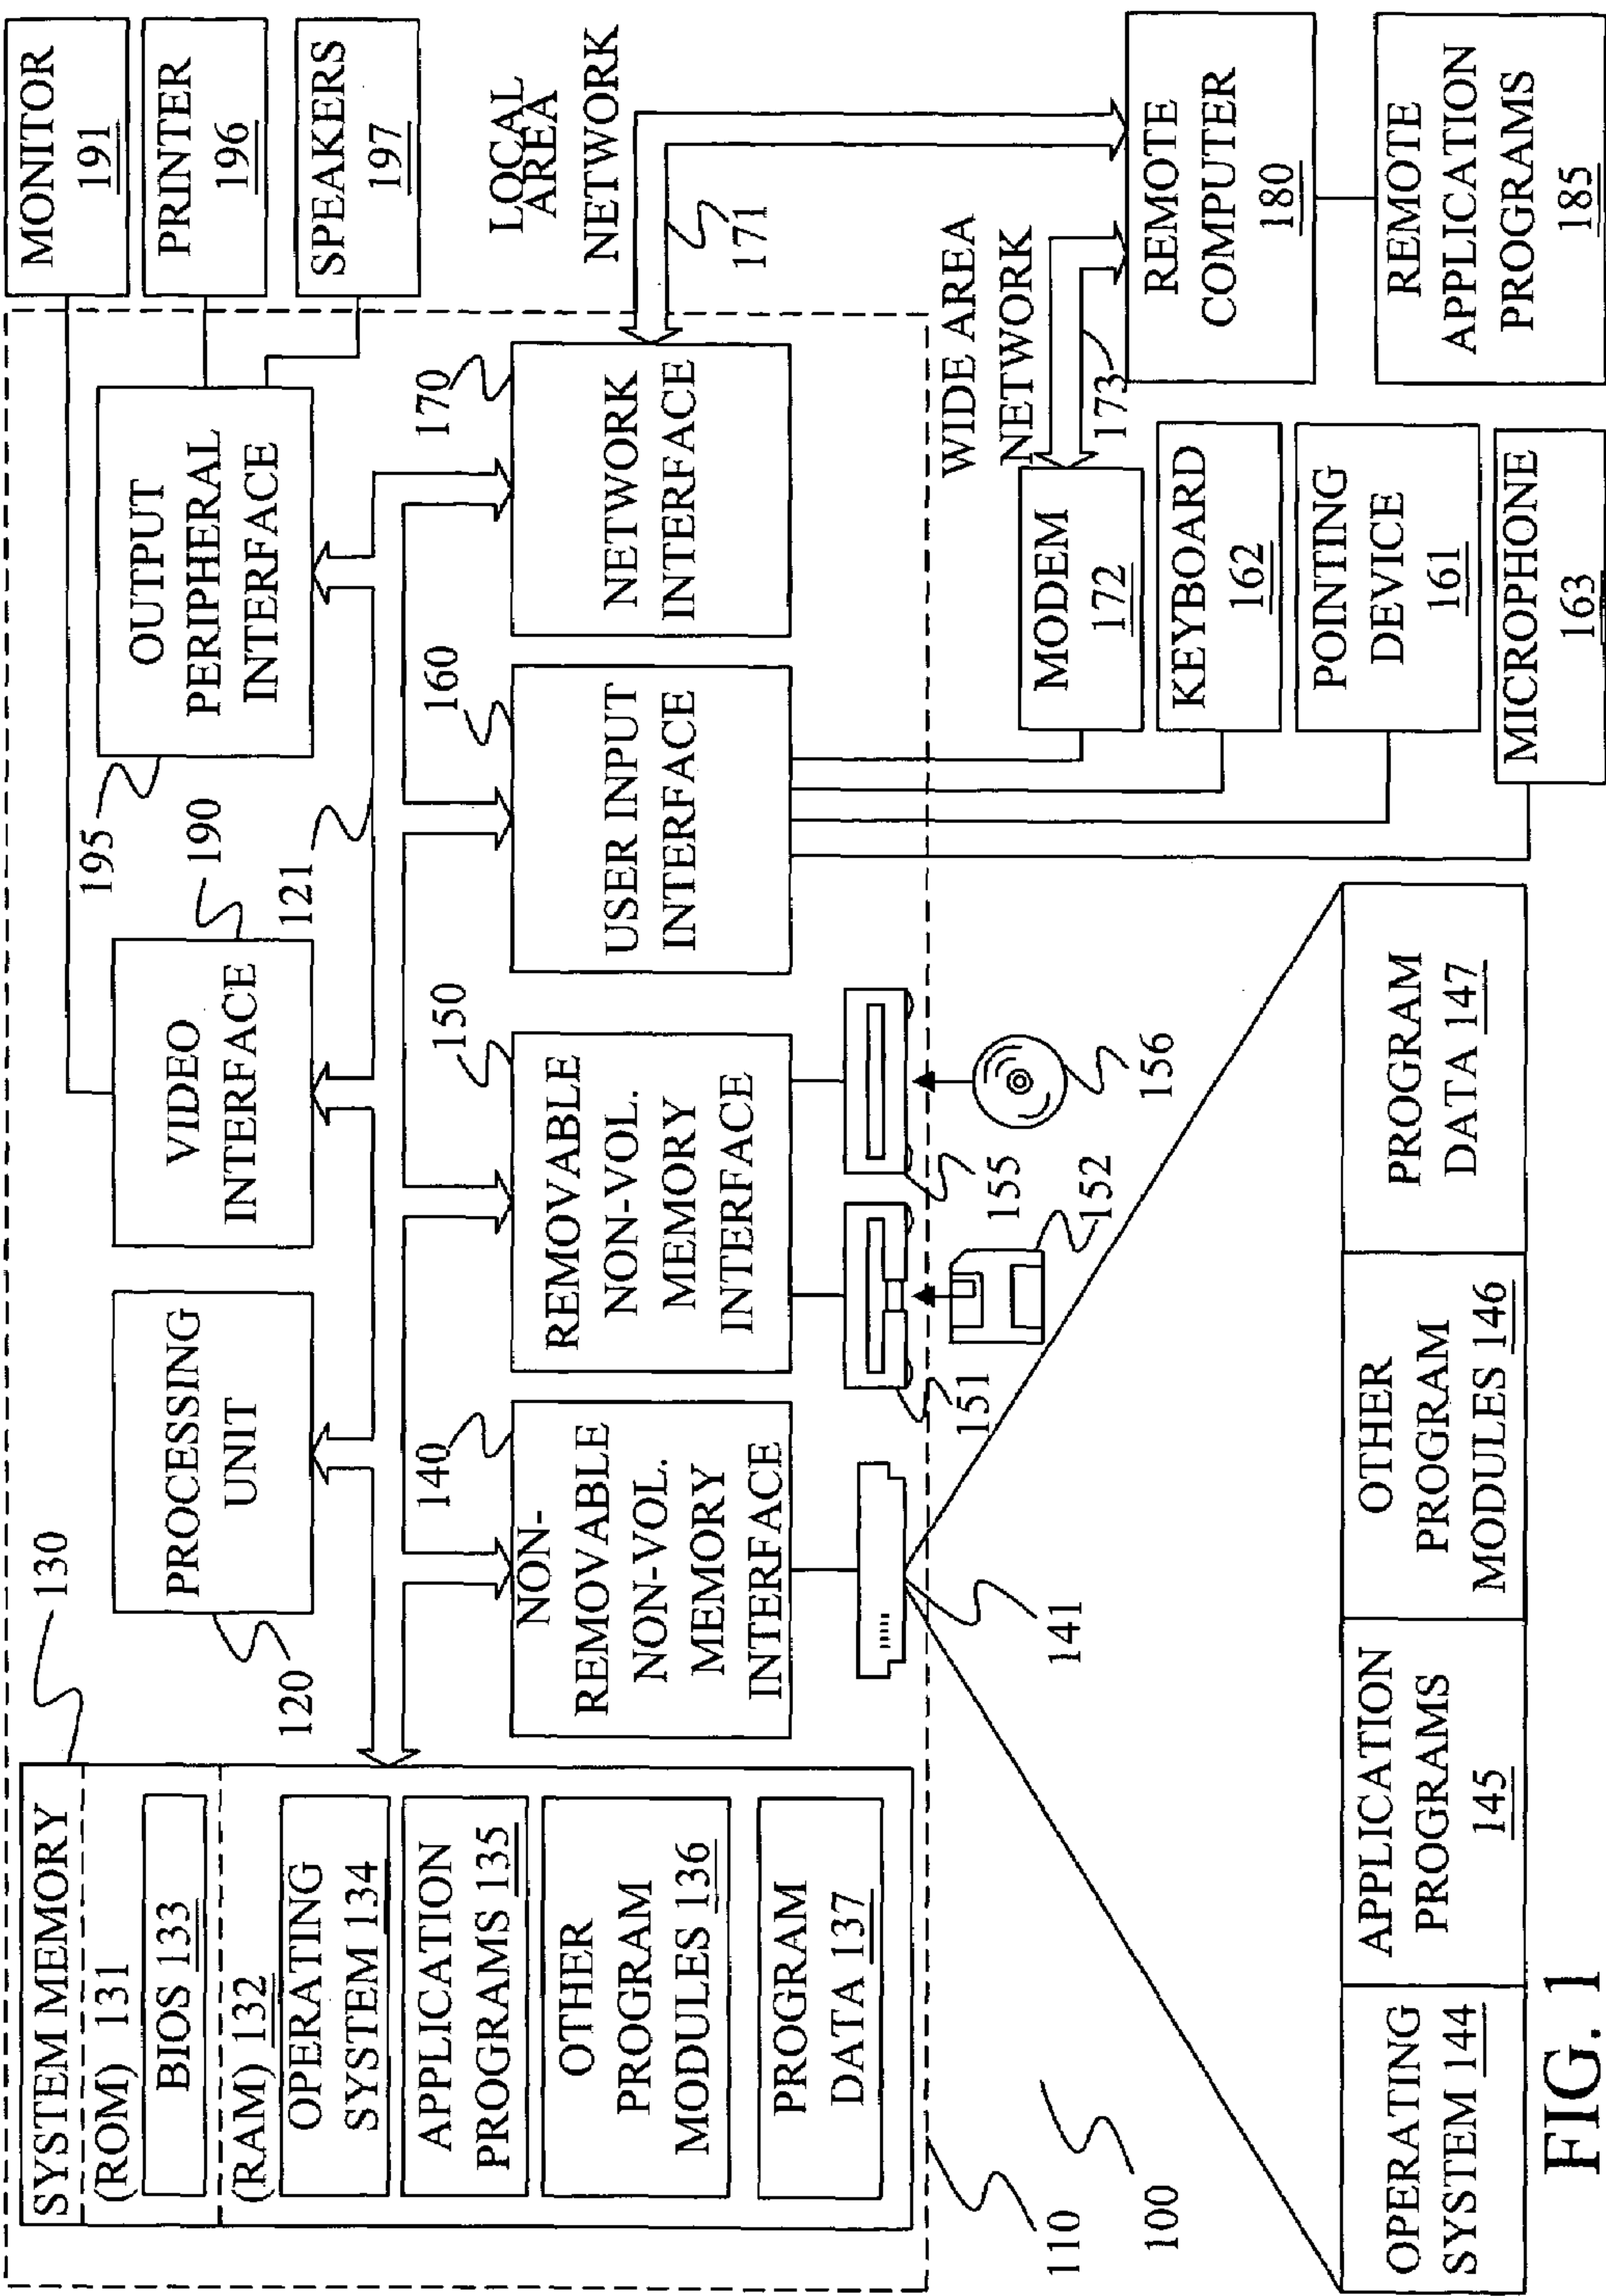 SYSTEM MEMORY
(ROM) 131
BIOS 133
(RAM) 132
OPERATING
SYSTEM 134
APPLICATION
PROGRAMS 135
OTHER
PROGRAM
MODULES 136
PROGRAM
DATA 137
130
PROCESSING
UNIT
120
VIDEO
INTERFACE
190
121
OUTPUT
PERIPHERAL
INTERFACE
195
MONITOR
191
PRINTER
196
SPEAKERS
197
NON-
REMOVABLE
NON-VOL.
MEMORY
INTERFACE
140
REMOVABLE
NON-VOL.
MEMORY
INTERFACE
150
USER INPUT
INTERFACE
160
NETWORK
INTERFACE
170
LOCAL
AREA
NETWORK
171
141
151
152
155
156
WIDE AREA
NETWORK
173
MODEM
172
KEYBOARD
162
POINTING
DEVICE
161
MICROPHONE
163
REMOTE
COMPUTER
180
REMOTE
APPLICATION
PROGRAMS
185
110
100
OPERATING
SYSTEM 144
APPLICATION
PROGRAMS
145
OTHER
PROGRAM
MODULES 146
PROGRAM
DATA 147
FIG. 1